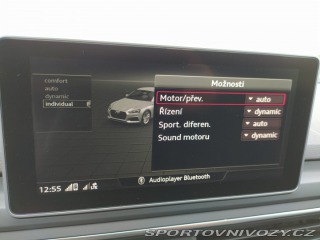 comfort
auto
dynamic
individual
Možnosti
Motor/přev. auto
Řízení dynamic
Sport. diferen. auto
Sound motoru dynamic
12:55
Audioplayer Bluetooth
SPORTOVNIVOZY.CZ